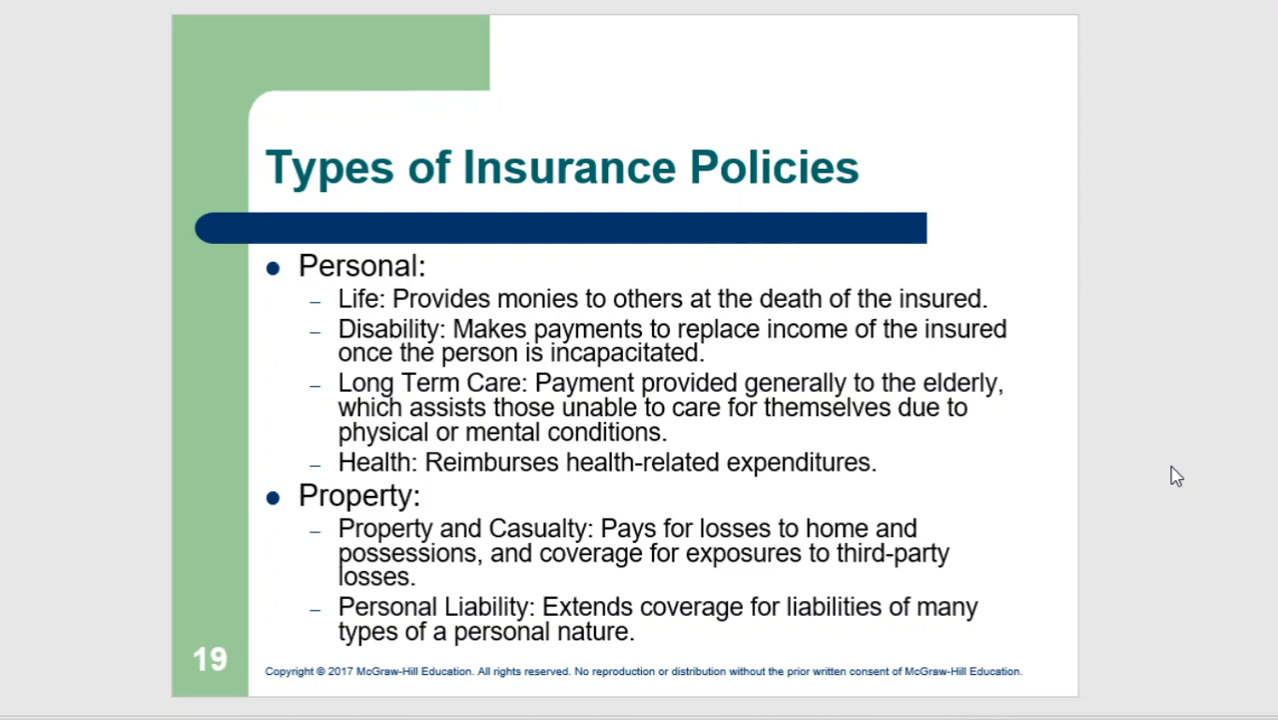 Types of Insurance Policies
Personal:
– Life: Provides monies to others at the death of the insured.
– Disability: Makes payments to replace income of the insured
once the person is incapacitated.
– Long Term Care: Payment provided generally to the elderly,
which assists those unable to care for themselves due to
physical or mental conditions.
– Health: Reimburses health-related expenditures.
Property:
– Property and Casualty: Pays for losses to home and
possessions, and coverage for exposures to third-party
losses.
– Personal Liability: Extends coverage for liabilities of many
types of a personal nature.
19
Copyright © 2017 McGraw-Hill Education. All rights reserved. No reproduction or distribution without the prior written consent of McGraw-Hill Education.